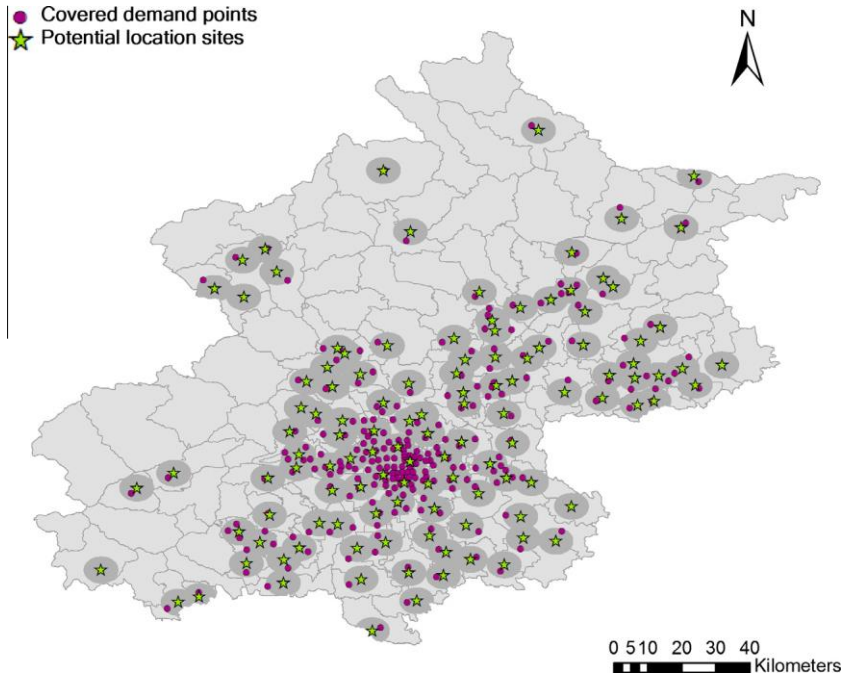 Covered demand points
Potential location sites
N
0 5 10 20 30 40
Kilometers